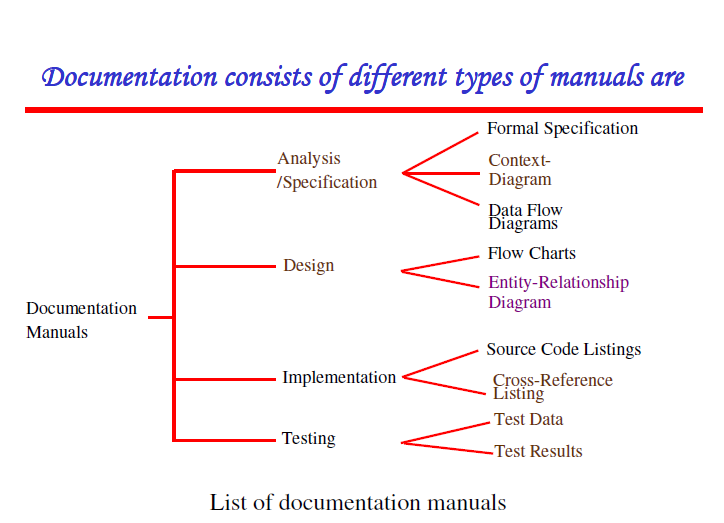 Documentation consists of different types of manuals are
Formal Specification
Analysis
/Specification
Context-
Diagram
Data Flow
Diagrams
Flow Charts
Design
Entity-Relationship
Diagram
Documentation
Manuals
Source Code Listings
Implementation
Cross-Reference
Listing
Test Data
Testing
Test Results
List of documentation manuals